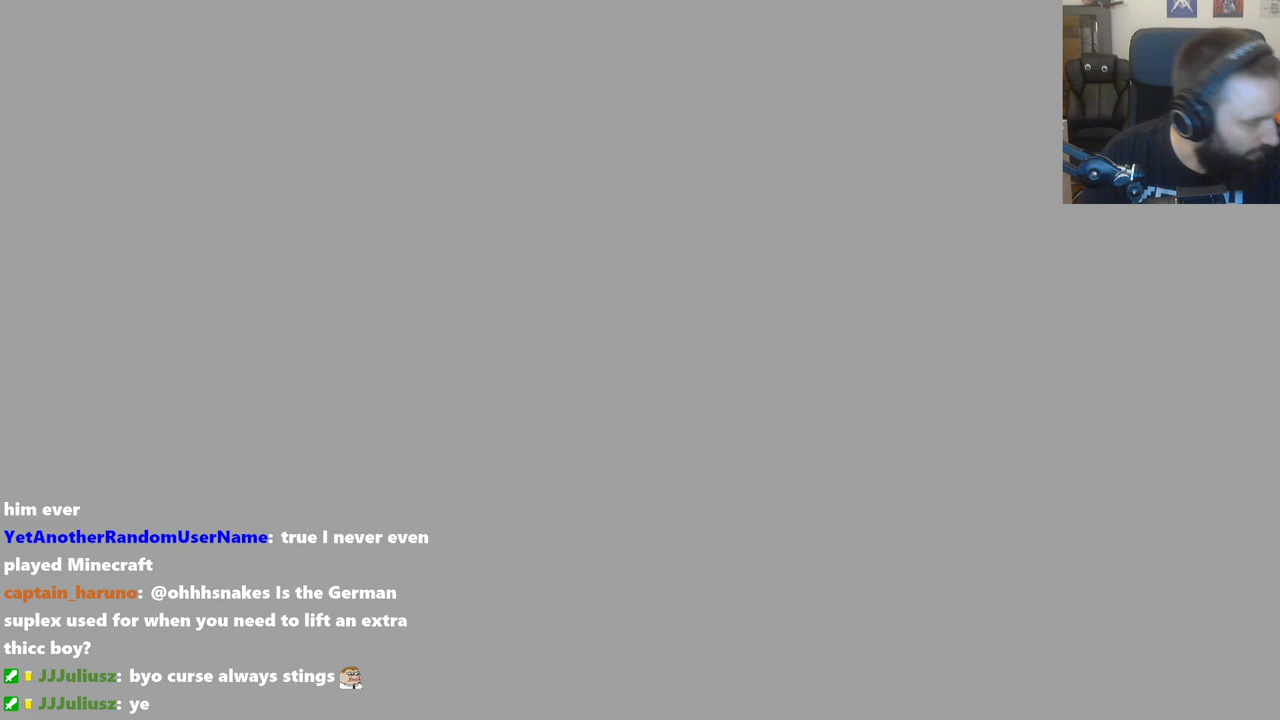 him ever
YetAnotherRandomUserName: true I never even
played Minecraft
captain_haruno: @ohhhsnakes Is the German
suplex used for when you need to lift an extra
thicc boy?
JJJuliusz: byo curse always stings
JJJuliusz: ye